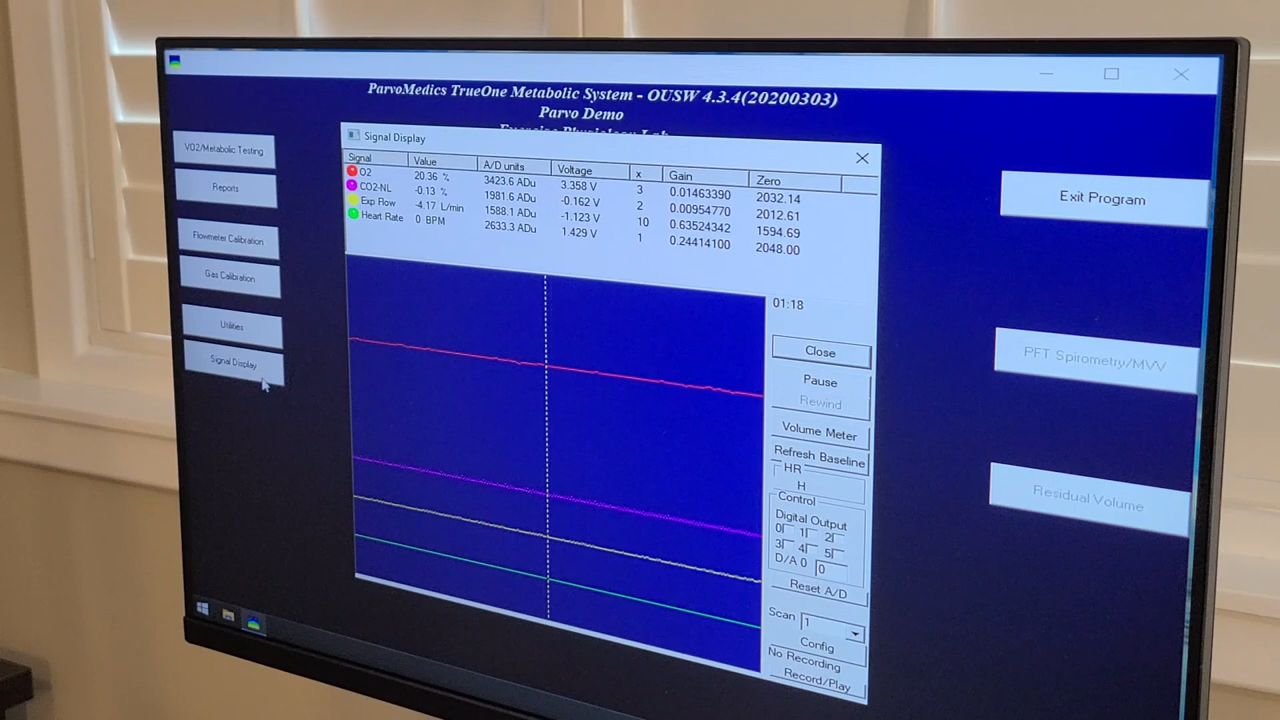 ParvoMedics TrueOne Metabolic System - OUSW 4.3.4(20200303)
Parvo Demo
Exercise Physiology Lab
VO2/Metabolic Testing
Reports
Flowmeter Calibration
Gas Calibration
Utilities
Signal Display
Signal Display
Signal Value A/D units Voltage x Gain Zero
O2 20.36 % 3423.6 ADu 3.358 V 3 0.01463390 2032.14
CO2-NL -0.13 % 1981.6 ADu -0.162 V 2 0.00954770 2012.61
Exp Flow -4.17 L/min 1588.1 ADu -1.123 V 10 0.63524342 1594.69
Heart Rate 0 BPM 2633.3 ADu 1.429 V 1 0.24414100 2048.00
01:18
Close
Pause
Rewind
Volume Meter
Refresh Baseline
HR
H
Control
Digital Output
0 1 2
3 4 5
D/A 0 0
Reset A/D
Scan 1
Config
No Recording
Record/Play
Exit Program
PFT Spirometry/MVV
Residual Volume